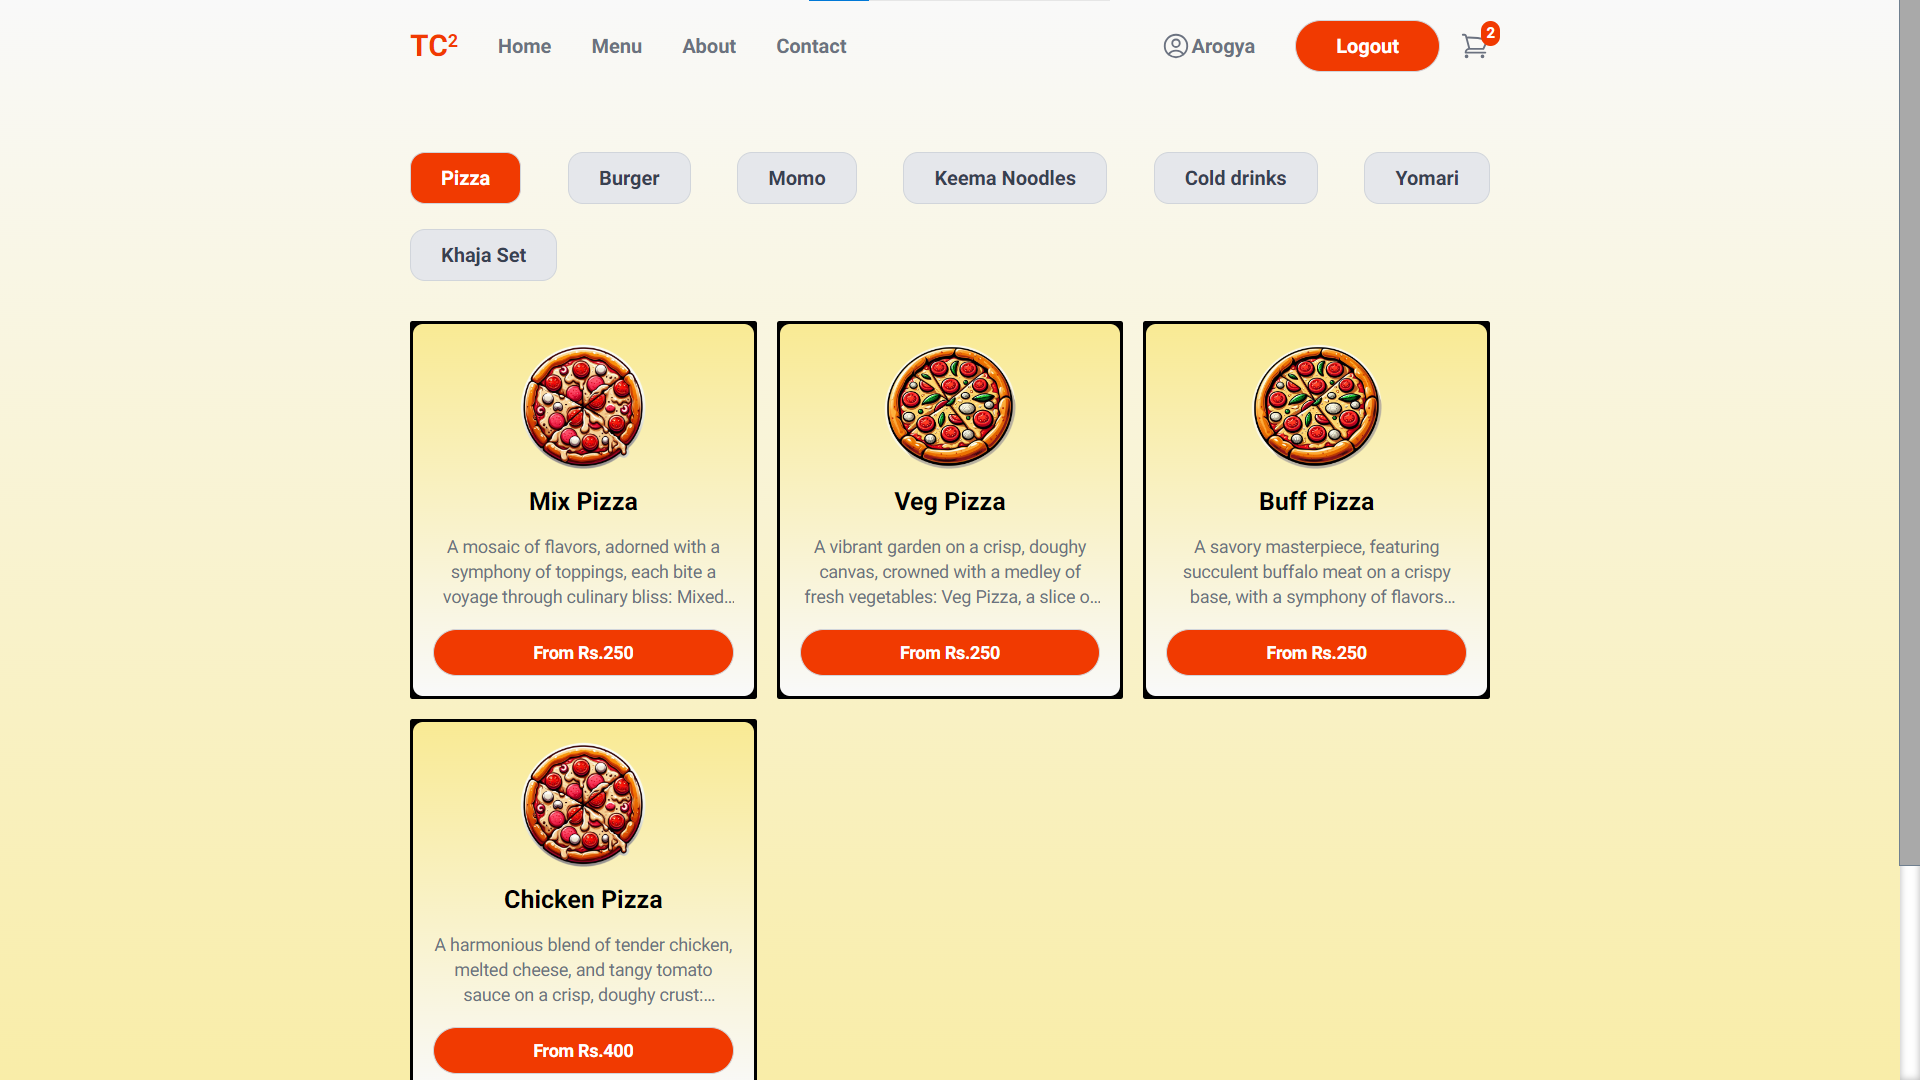 TC² Home Menu About Contact Arogya Logout 2
Pizza Burger Momo Keema Noodles Cold drinks Yomari
Khaja Set
Mix Pizza
A mosaic of flavors, adorned with a
symphony of toppings, each bite a
voyage through culinary bliss: Mixed...
From Rs.250
Veg Pizza
A vibrant garden on a crisp, doughy
canvas, crowned with a medley of
fresh vegetables: Veg Pizza, a slice o...
From Rs.250
Buff Pizza
A savory masterpiece, featuring
succulent buffalo meat on a crispy
base, with a symphony of flavors...
From Rs.250
Chicken Pizza
A harmonious blend of tender chicken,
melted cheese, and tangy tomato
sauce on a crisp, doughy crust:...
From Rs.400